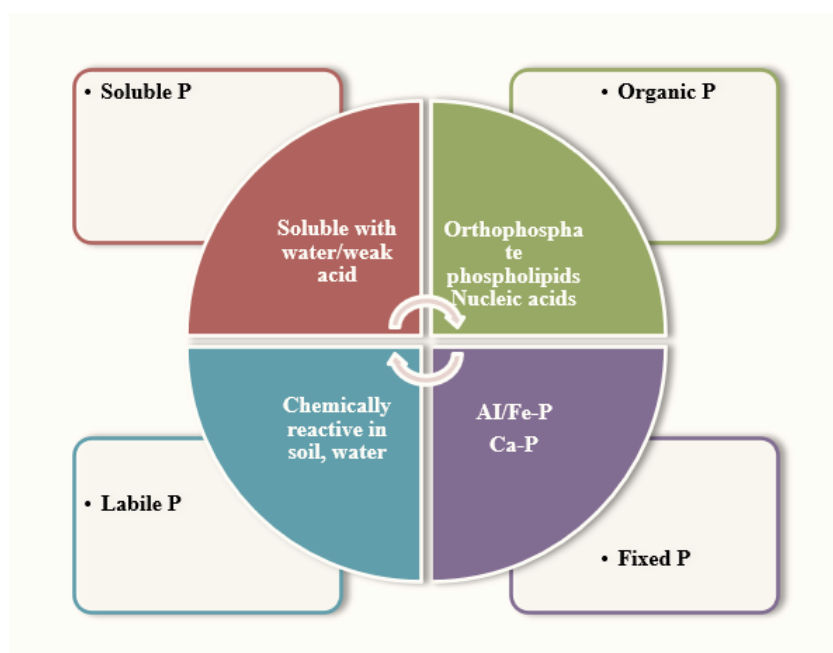 • Soluble P
• Organic P
Soluble with
water/weak
acid
Orthophospha
te
phospholipids
Nucleic acids
Chemically
reactive in
soil, water
AI/Fe-P
Ca-P
• Labile P
• Fixed P